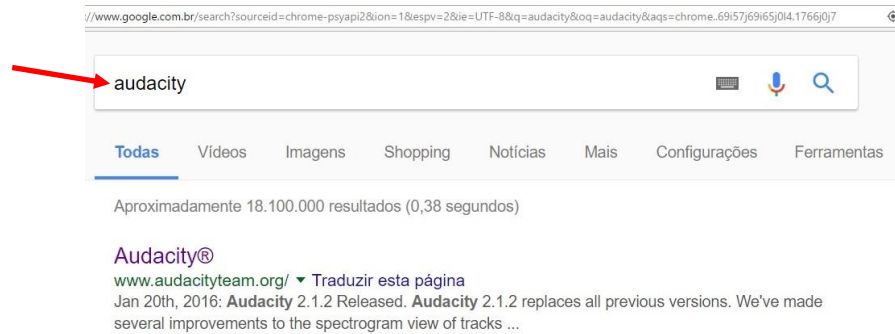 ://www.google.com.br/search?sourceid=chrome-psyapi2&ion=1&espv=2&ie=UTF-8&q=audacity&oq=audacity&aqs=chrome..69i57j69i65j0l4.1766j0j7
audacity
Todas Vídeos Imagens Shopping Notícias Mais Configurações Ferramentas
Aproximadamente 18.100.000 resultados (0,38 segundos)
Audacity®
www.audacityteam.org/ ▾ Traduzir esta página
Jan 20th, 2016: Audacity 2.1.2 Released. Audacity 2.1.2 replaces all previous versions. We've made
several improvements to the spectrogram view of tracks ...